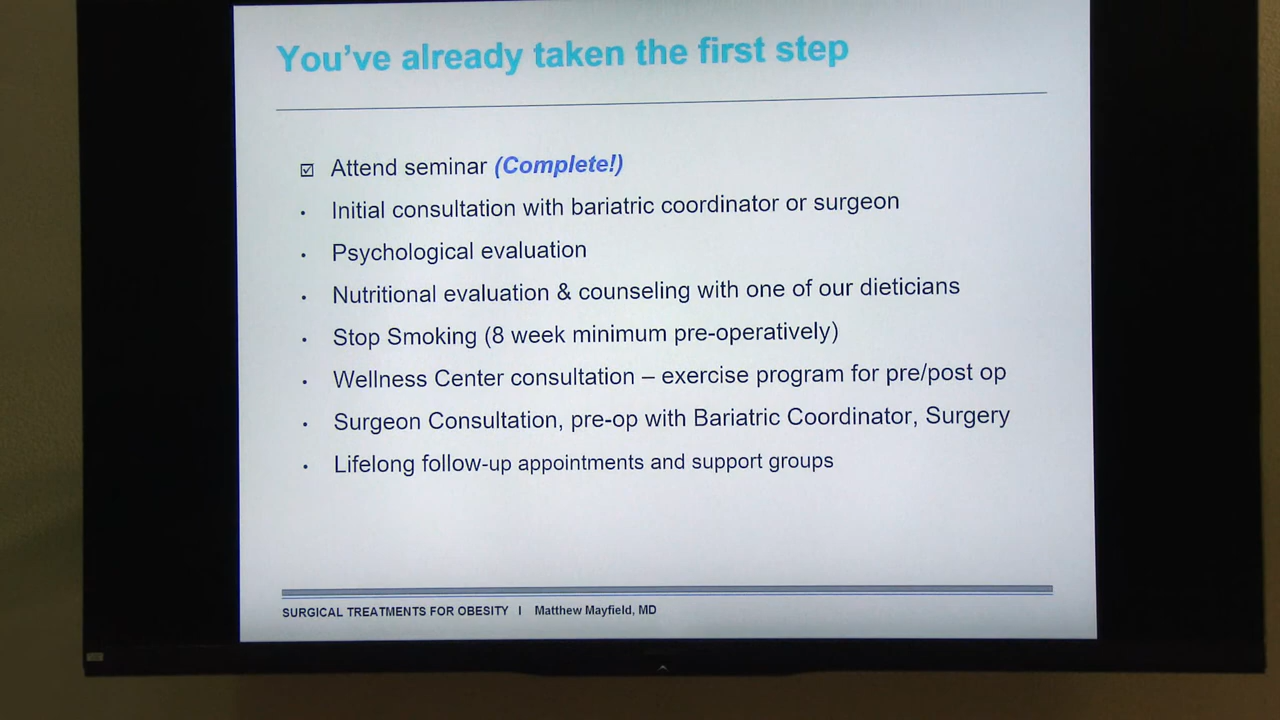 You've already taken the first step
☑ Attend seminar (Complete!)
• Initial consultation with bariatric coordinator or surgeon
• Psychological evaluation
• Nutritional evaluation & counseling with one of our dieticians
• Stop Smoking (8 week minimum pre-operatively)
• Wellness Center consultation – exercise program for pre/post op
• Surgeon Consultation, pre-op with Bariatric Coordinator, Surgery
• Lifelong follow-up appointments and support groups
SURGICAL TREATMENTS FOR OBESITY I Matthew Mayfield, MD